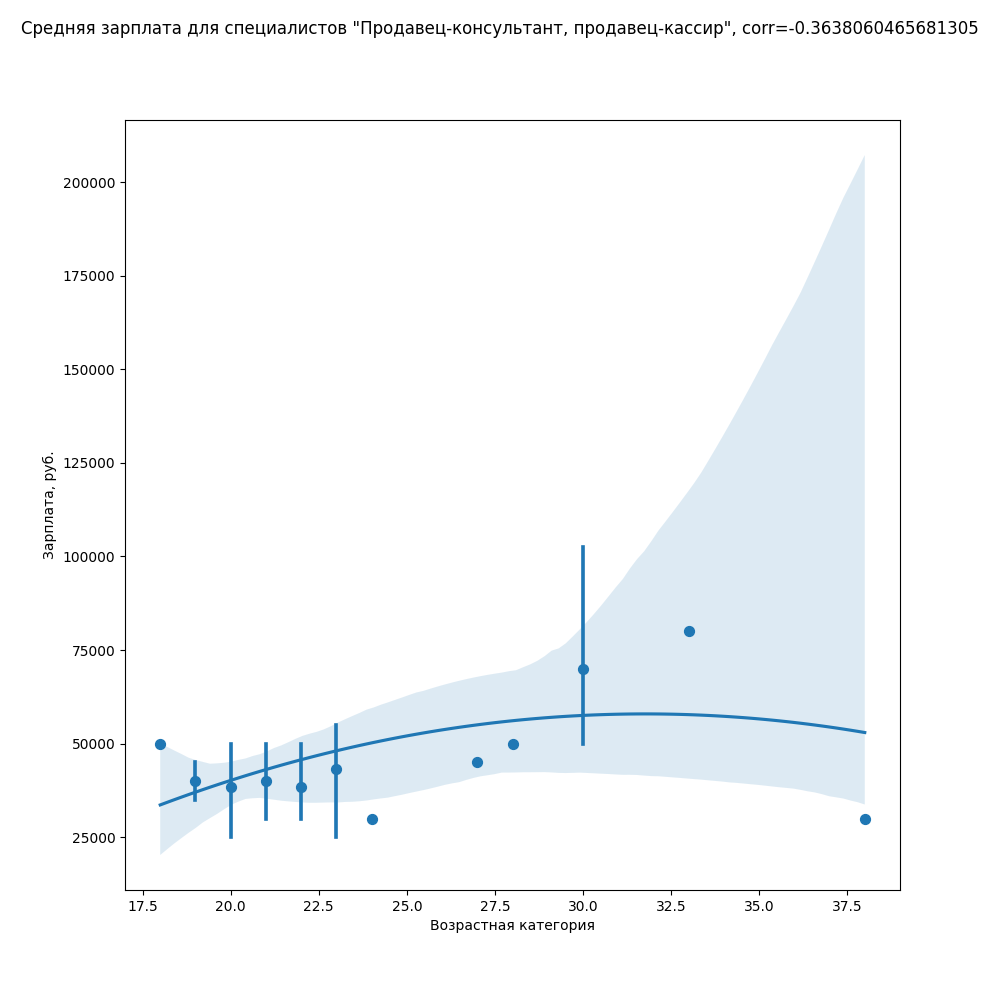 Средняя зарплата для специалистов "Продавец-консультант, продавец-кассир", corr=-0.3638060465681305
200000
175000
150000
125000
100000
75000
50000
25000
Зарплата, руб.
17.5 20.0 22.5 25.0 27.5 30.0 32.5 35.0 37.5
Возрастная категория